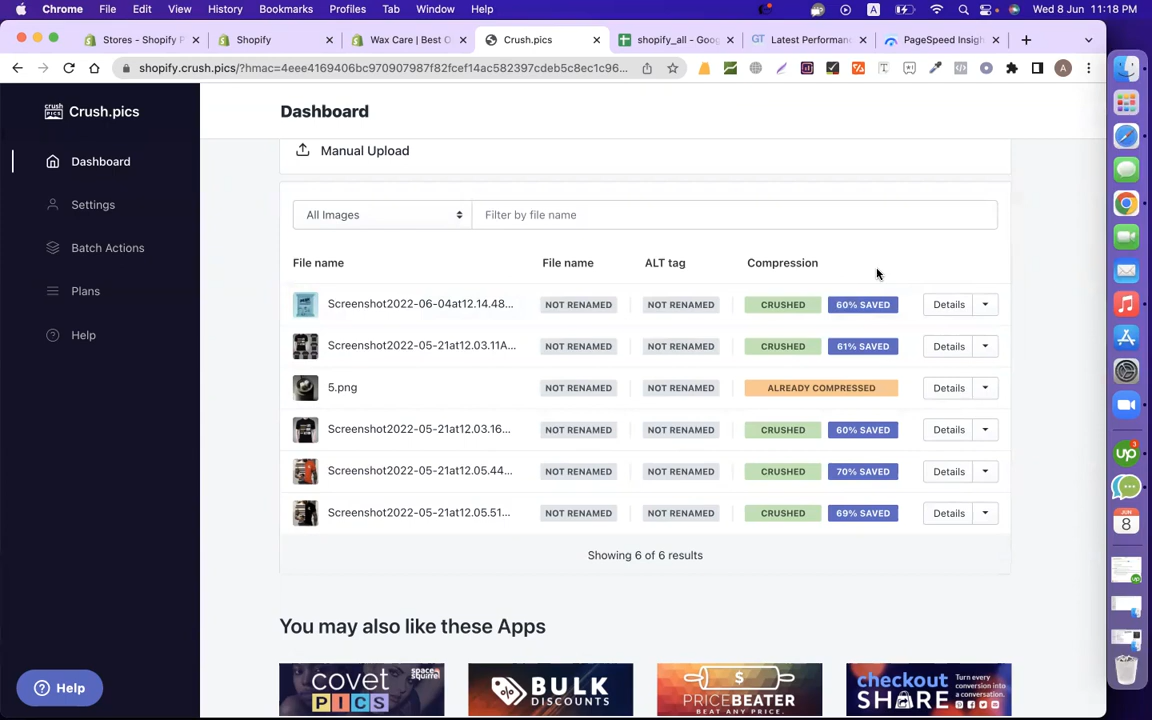 Chrome File Edit View History Bookmarks Profiles Tab Window Help A Wed 8 Jun 11:18 PM
Stores - Shopify P Shopify Wax Care | Best O Crush.pics shopify_all - Goog GT Latest Performanc PageSpeed Insigh
shopify.crush.pics/?hmac=4eee4169406bc970907987f82fcef14ac582397cdeb5c8ec1c96... A
Crush.pics
Dashboard
Settings
Batch Actions
Plans
Help
Help
Dashboard
Manual Upload
All Images Filter by file name
File name File name ALT tag Compression
Screenshot2022-06-04at12.14.48... NOT RENAMED NOT RENAMED CRUSHED 60% SAVED Details
Screenshot2022-05-21at12.03.11A... NOT RENAMED NOT RENAMED CRUSHED 61% SAVED Details
5.png NOT RENAMED NOT RENAMED ALREADY COMPRESSED Details
Screenshot2022-05-21at12.03.16... NOT RENAMED NOT RENAMED CRUSHED 60% SAVED Details
Screenshot2022-05-21at12.05.44... NOT RENAMED NOT RENAMED CRUSHED 70% SAVED Details
Screenshot2022-05-21at12.05.51... NOT RENAMED NOT RENAMED CRUSHED 69% SAVED Details
Showing 6 of 6 results
You may also like these Apps
covet PICS space squirrel
BULK DISCOUNTS
$ PRICEBEATER BEAT ANY PRICE.
checkout SHARE Turn every conversion into a conversation.
up 3
JUN
8